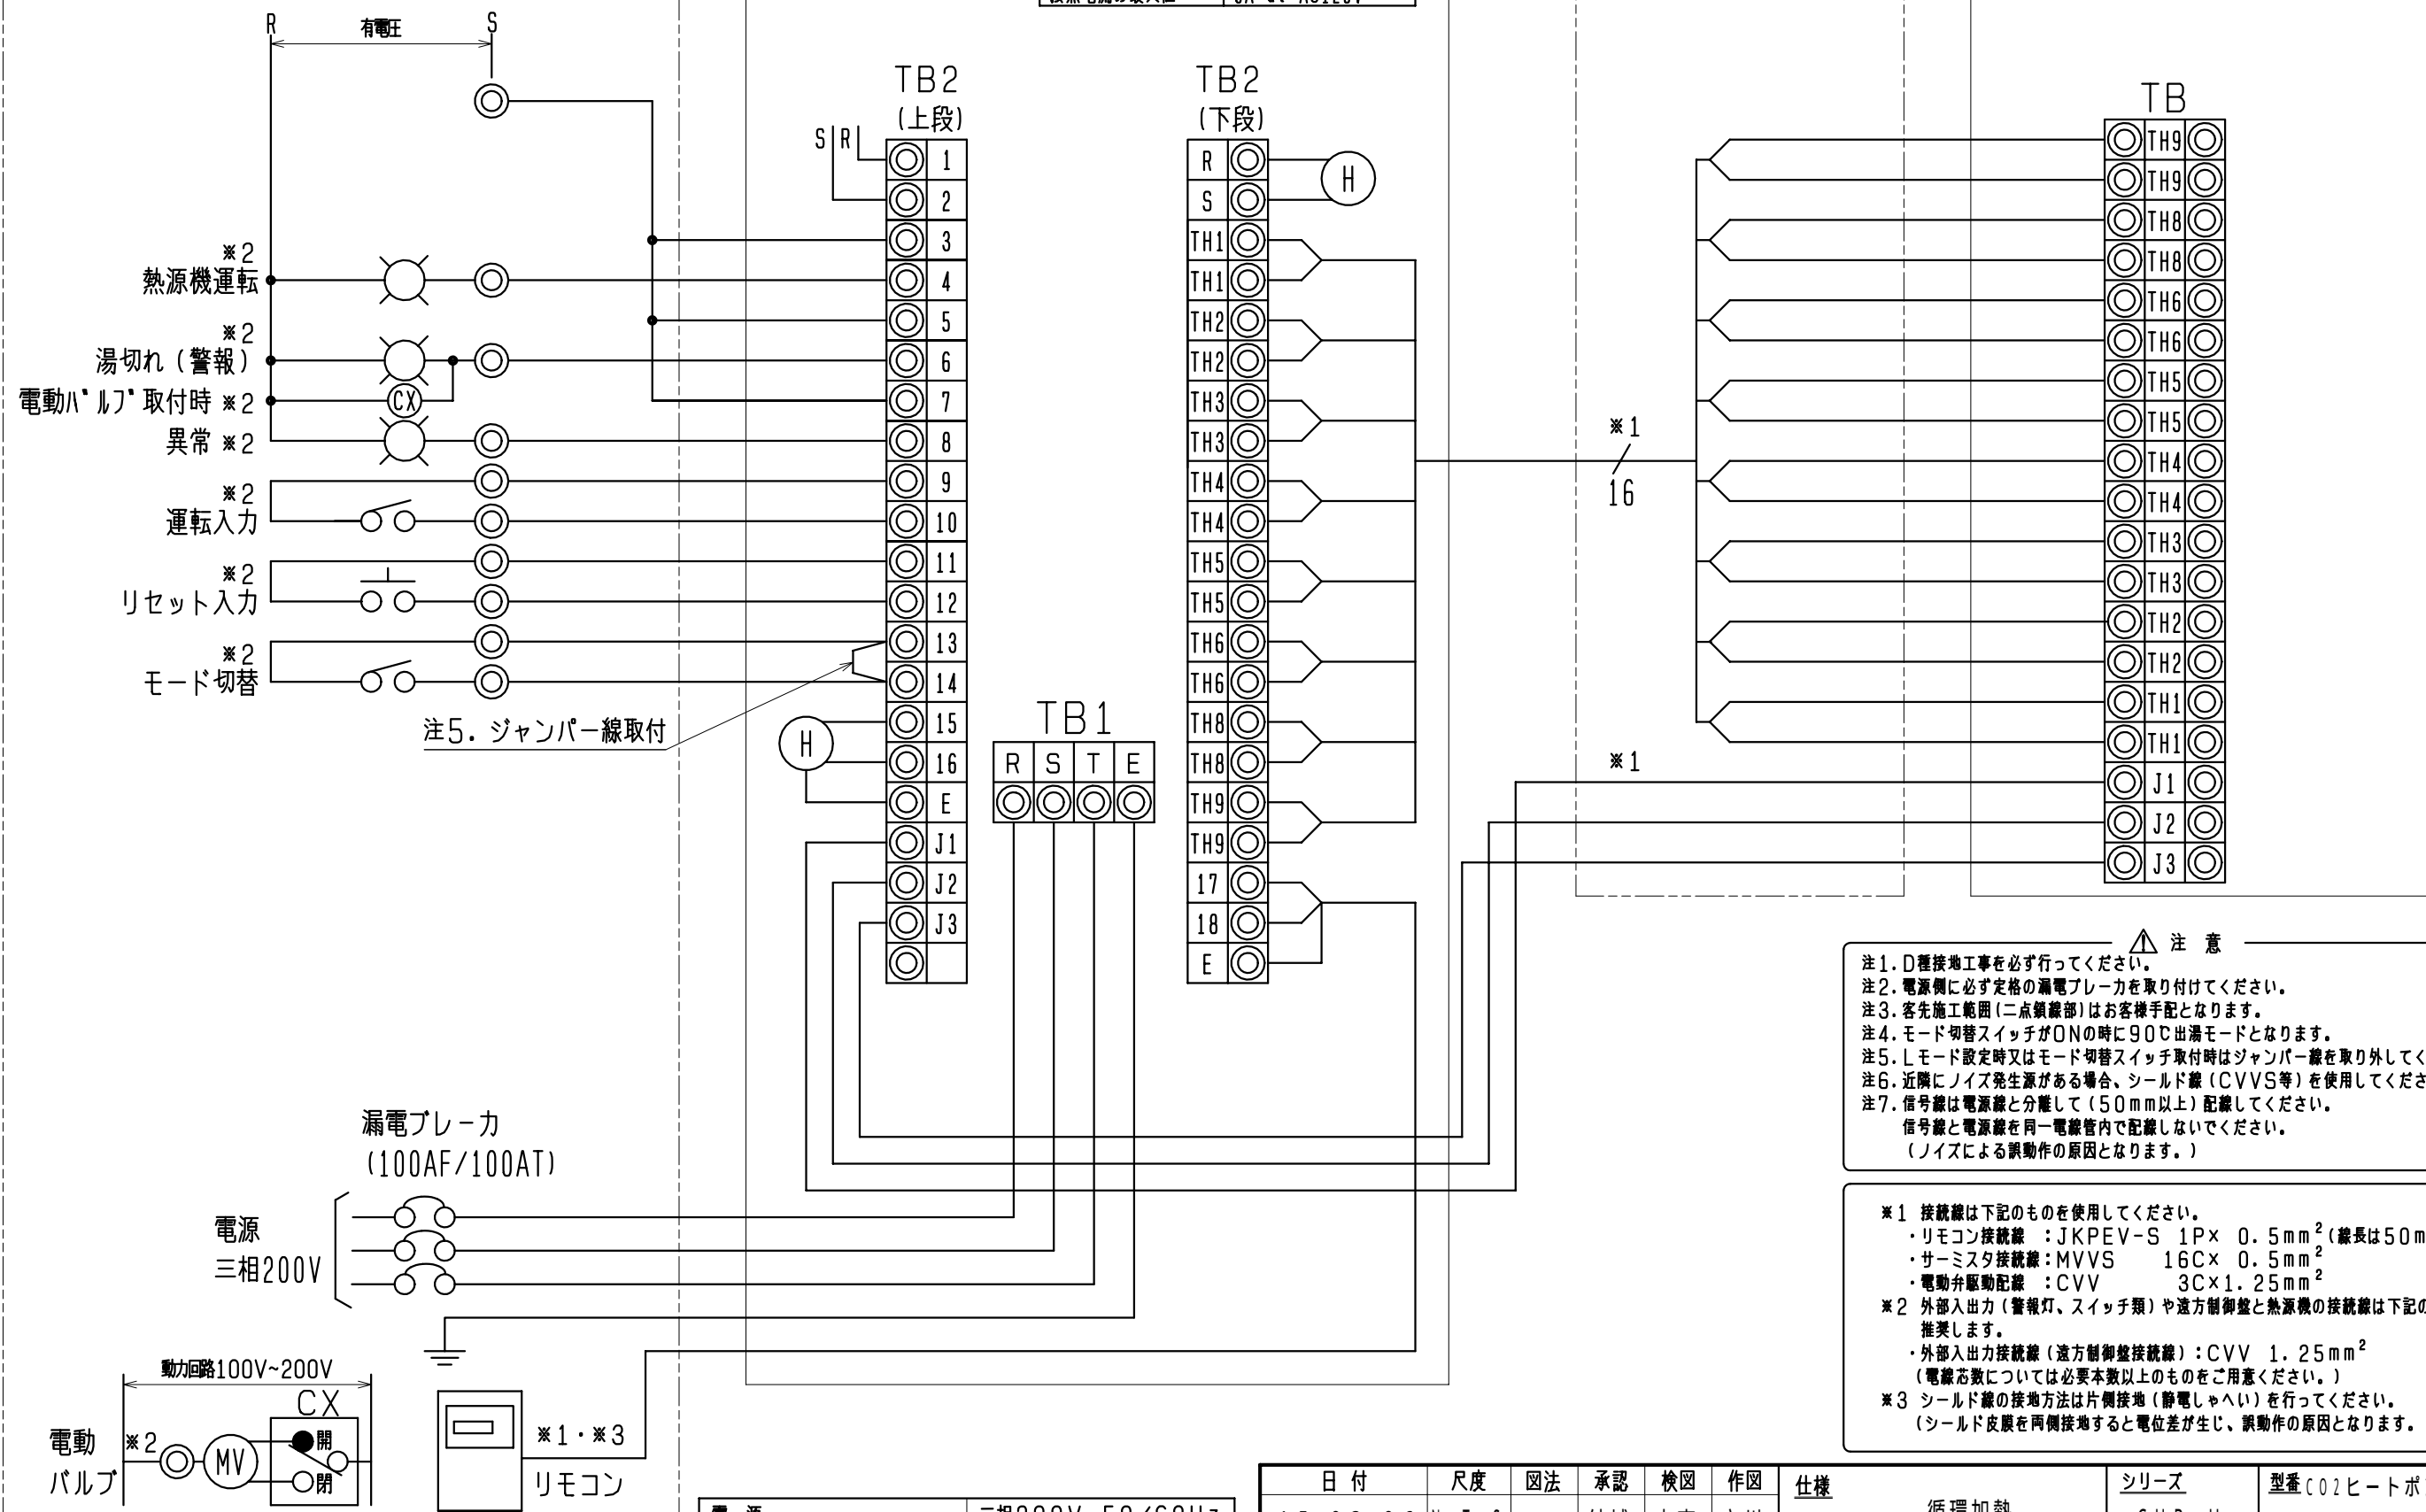 R 有電圧 S
TB2
(上段)
TB2
(下段)
TB
S R
1
2
3
4
5
6
7
8
9
10
11
12
13
14
15
16
E
J1
J2
J3
R
S
TH1
TH1
TH2
TH2
TH3
TH3
TH4
TH4
TH5
TH5
TH6
TH6
TH8
TH8
TH9
TH9
17
18
E
H
H
TH9
TH9
TH8
TH8
TH6
TH6
TH5
TH5
TH4
TH4
TH3
TH3
TH2
TH2
TH1
TH1
J1
J2
J3
※2
熱源機運転
※2
湯切れ(警報)
電動バルブ取付時 ※2
CX
異常 ※2
※2
運転入力
※2
リセット入力
※2
モード切替
注5. ジャンパー線取付
TB1
R S T E
※1
16
※1
漏電ブレーカ
(100AF/100AT)
電源
三相200V
動力回路100V~200V
CX
電動
バルブ
※2
MV
開
閉
※1・※3
リモコン
⚠ 注 意
注1. D種接地工事を必ず行ってください。
注2. 電源側に必ず定格の漏電ブレーカを取り付けてください。
注3. 客先施工範囲(二点鎖線部)はお客様手配となります。
注4. モード切替スイッチがONの時に90℃出湯モードとなります。
注5. Lモード設定時又はモード切替スイッチ取付時はジャンパー線を取り外してく
注6. 近隣にノイズ発生源がある場合、シールド線(CVVS等)を使用してくださ
注7. 信号線は電源線と分離して(50mm以上)配線してください。
信号線と電源線を同一電線管内で配線しないでください。
(ノイズによる誤動作の原因となります。)
※1 接続線は下記のものを使用してください。
・リモコン接続線 :JKPEV-S 1P× 0.5mm²(線長は50m
・サーミスタ接続線:MVVS 16C× 0.5mm²
・電動弁駆動配線 :CVV 3C×1.25mm²
※2 外部入出力(警報灯、スイッチ類)や遠方制御盤と熱源機の接続線は下記の
推奨します。
・外部入出力接続線(遠方制御盤接続線):CVV 1.25mm²
(電線芯数については必要本数以上のものをご用意ください。)
※3 シールド線の接地方法は片側接地(静電しゃへい)を行ってください。
(シールド皮膜を両側接地すると電位差が生じ、誤動作の原因となります。
日 付 尺度 図法 承認 検図 作図 仕様 シリーズ 型番 CO2ヒートポ
循環加熱